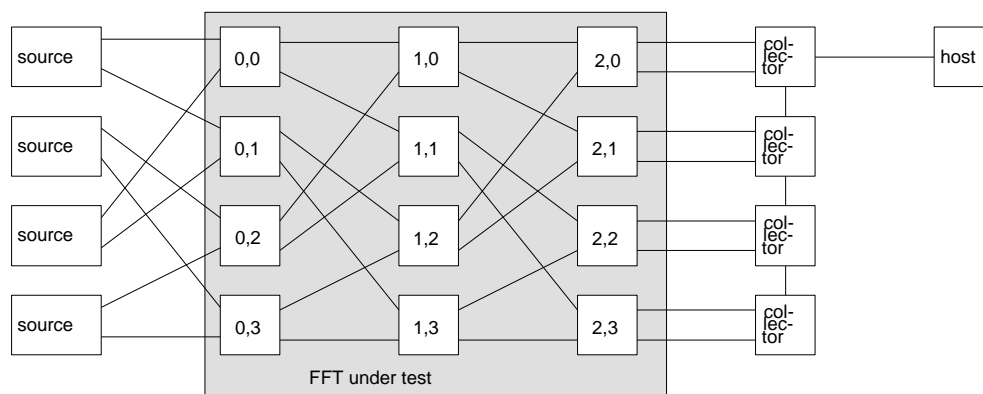 source
0,0
1,0
2,0
col-
lec-
tor
host
source
0,1
1,1
2,1
col-
lec-
tor
source
0,2
1,2
2,2
col-
lec-
tor
source
0,3
1,3
2,3
col-
lec-
tor
FFT under test